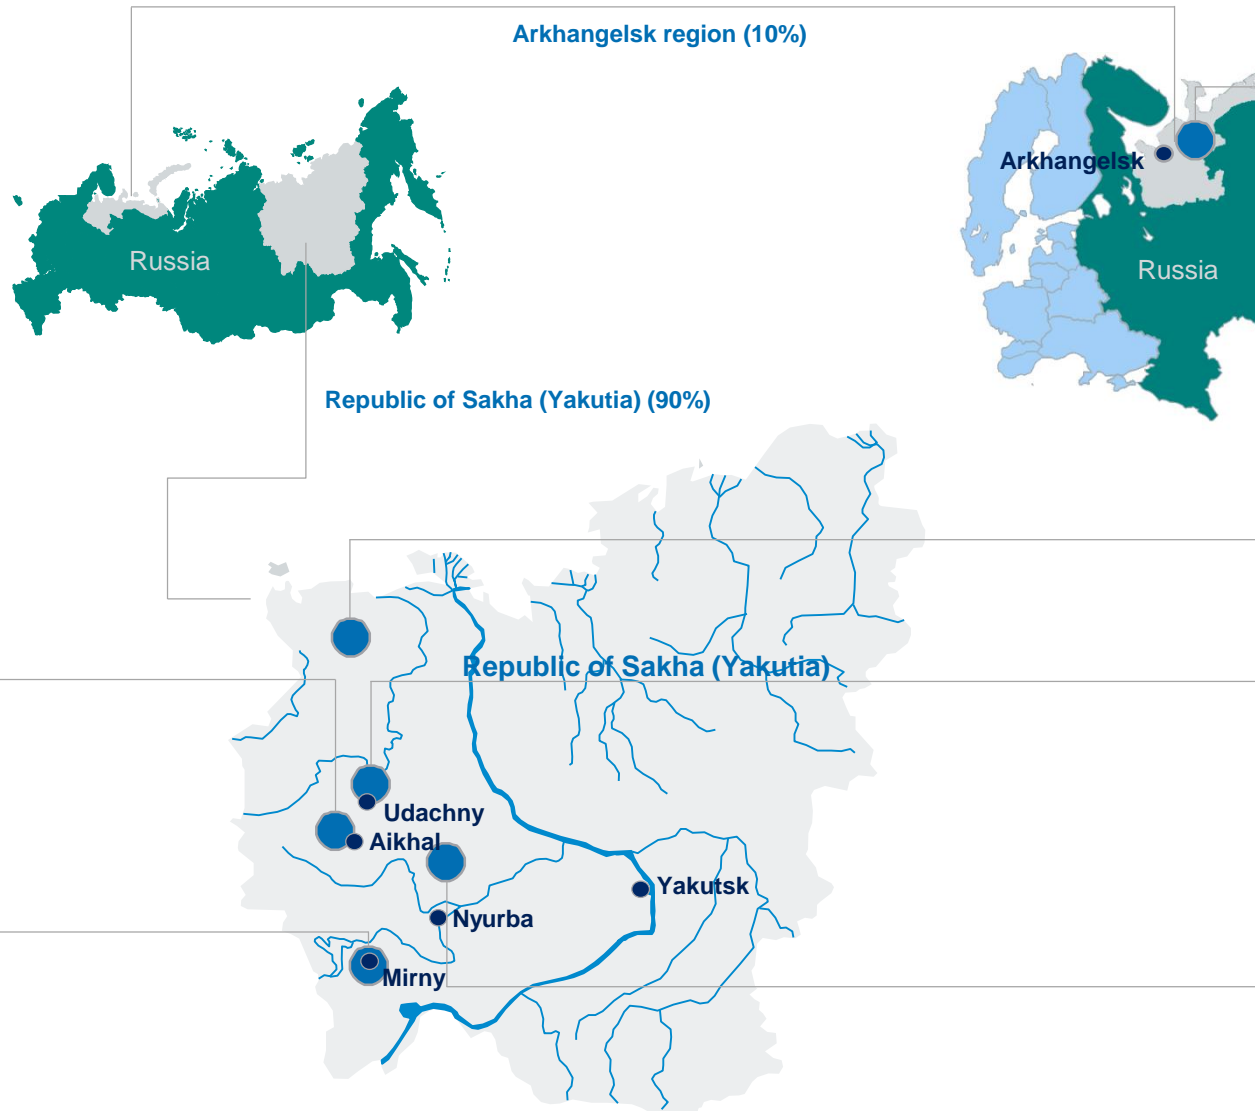 Arkhangelsk region (10%)
Arkhangelsk
Russia
Russia
Republic of Sakha (Yakutia) (90%)
Republic of Sakha (Yakutia)
Udachny
Aikhal
Yakutsk
Nyurba
Mirny